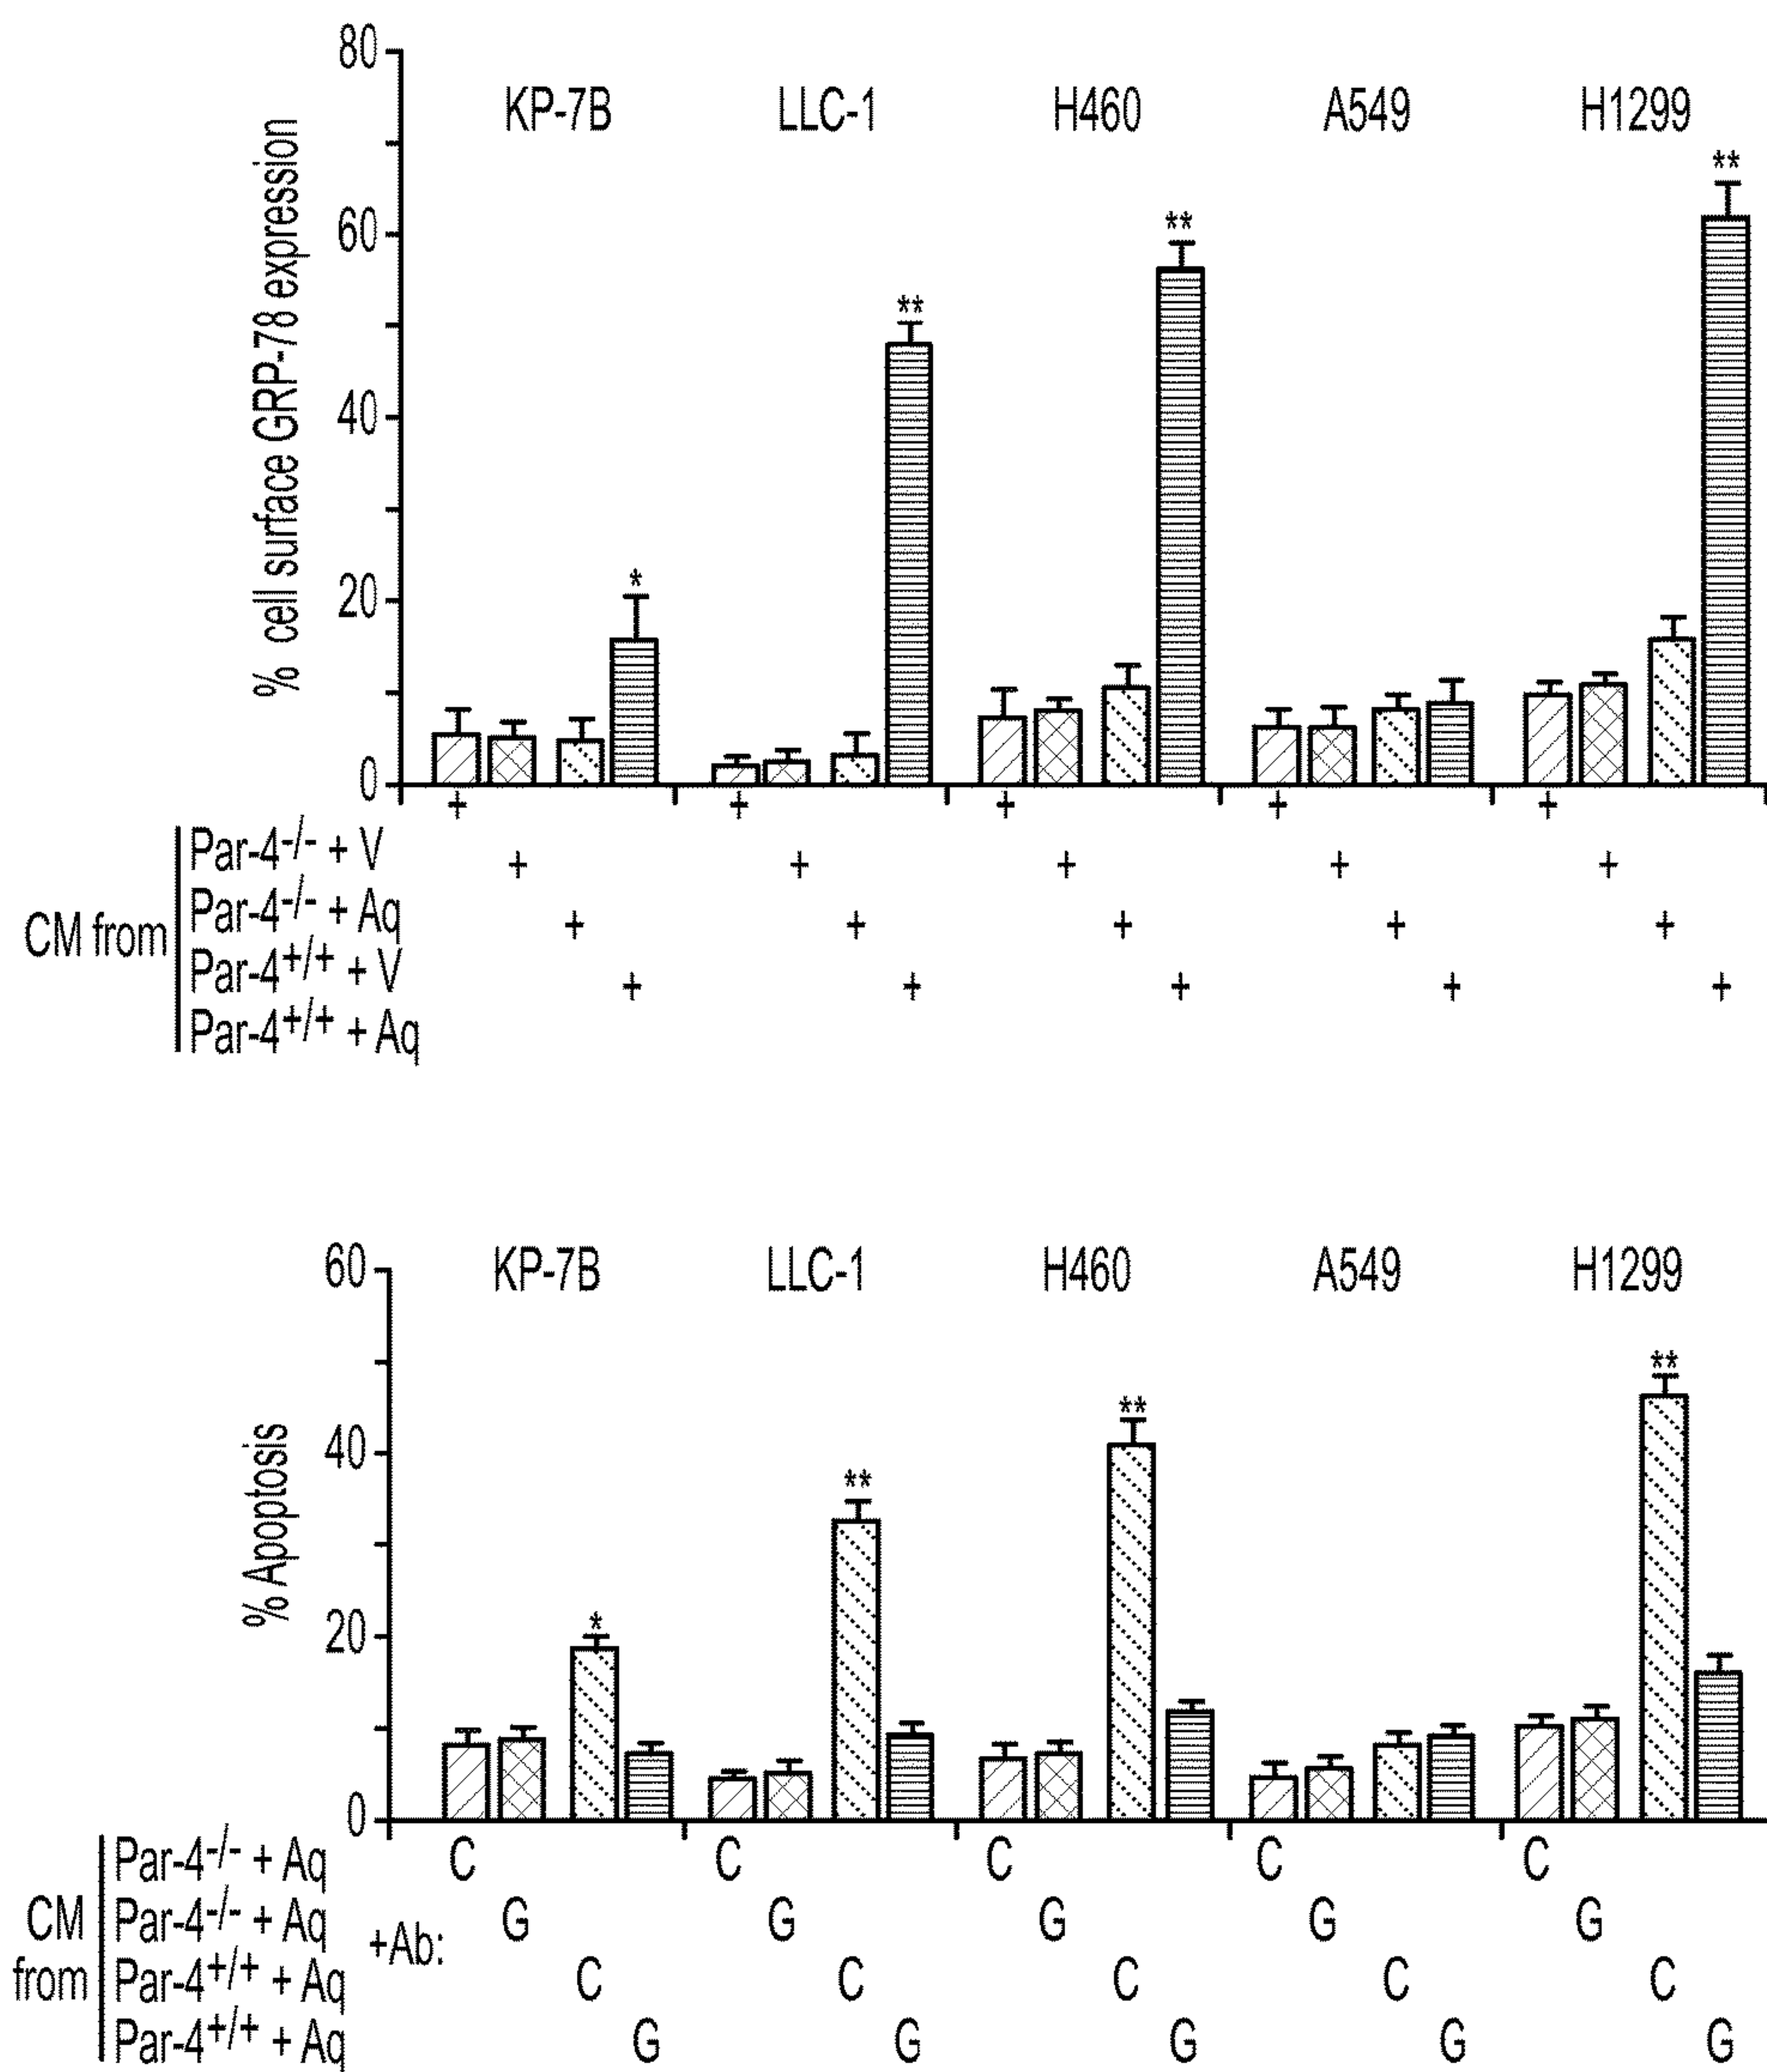 80
KP-7B LLC-1 H460 A549 H1299
**
**
60
**
40
% cell surface GRP-78 expression
20
*
0
+ + + + +
Par-4-/- + V + + + + +
Par-4-/- + Aq + + + + +
CM from
Par-4+/+ + V + + + + +
Par-4+/+ + Aq
60
KP-7B LLC-1 H460 A549 H1299
**
**
40
**
% Apoptosis
20
*
0
Par-4-/- + Aq C C C C C
CM from
Par-4-/- + Aq G G G G G
+Ab:
Par-4+/+ + Aq C C C C C
Par-4+/+ + Aq G G G G G